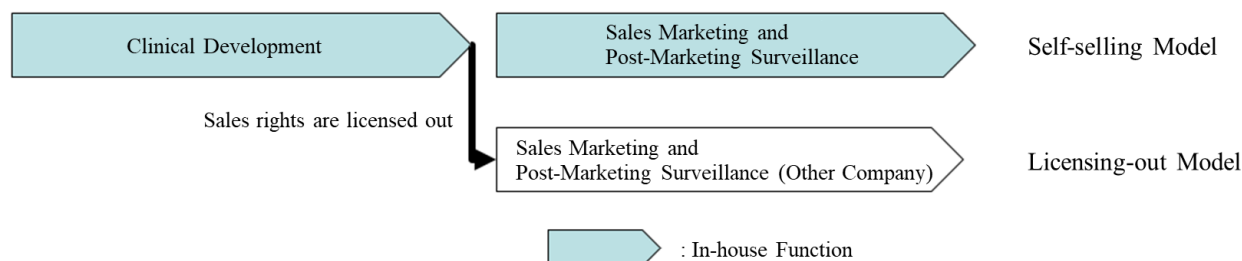 Clinical Development
Sales Marketing and
Post-Marketing Surveillance
Self-selling Model
Sales rights are licensed out
Sales Marketing and
Post-Marketing Surveillance (Other Company)
Licensing-out Model
: In-house Function